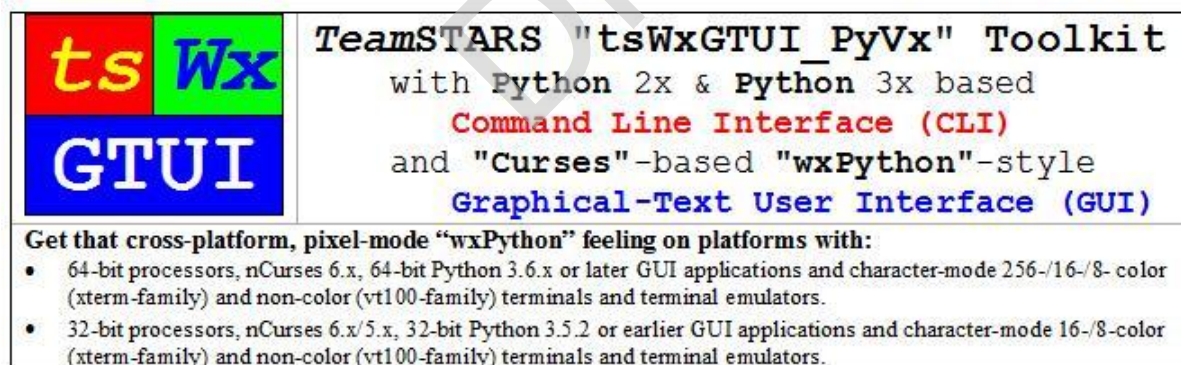 ts Wx
GTUI
TeamSTARS "tsWxGTUI_PyVx" Toolkit
with Python 2x & Python 3x based
Command Line Interface (CLI)
and "Curses"-based "wxPython"-style
Graphical-Text User Interface (GUI)
Get that cross-platform, pixel-mode “wxPython” feeling on platforms with:
• 64-bit processors, nCurses 6.x, 64-bit Python 3.6.x or later GUI applications and character-mode 256-/16-/8- color
(xterm-family) and non-color (vt100-family) terminals and terminal emulators.
• 32-bit processors, nCurses 6.x/5.x, 32-bit Python 3.5.2 or earlier GUI applications and character-mode 16-/8-color
(xterm-family) and non-color (vt100-family) terminals and terminal emulators.